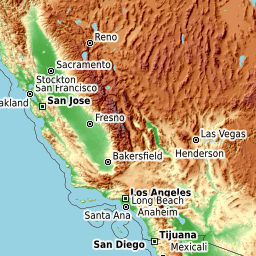 Reno
Sacramento
Stockton
San Francisco
akland
San Jose
Fresno
Las Vegas
Henderson
Bakersfield
Los Angeles
Long Beach
Santa Ana
Anaheim
Tijuana
San Diego
Mexicali